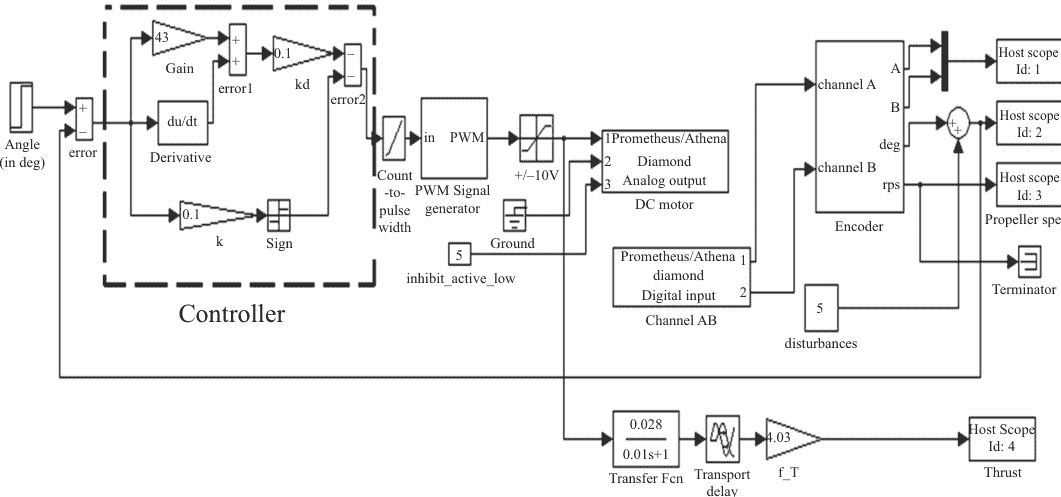 43
Gain
+
+
error1
0.1
kd
−
−
error2
Angle
(in deg)
+
−
error
du/dt
Derivative
0.1
k
Sign
Controller
Count
-to-
pulse
width
in
PWM
PWM Signal
generator
+/–10V
Ground
5
inhibit_active_low
1
Prometheus/Athena
2
Diamond
3
Analog output
DC motor
Prometheus/Athena
1
diamond
Digital input
2
Channel AB
channel A
channel B
A
B
deg
rps
Encoder
+
+
5
disturbances
Host scope
Id: 1
Host scope
Id: 2
Host scope
Id: 3
Propeller spe
Terminator
0.028
0.01s+1
Transfer Fcn
Transport
delay
4.03
f_T
Host Scope
Id: 4
Thrust